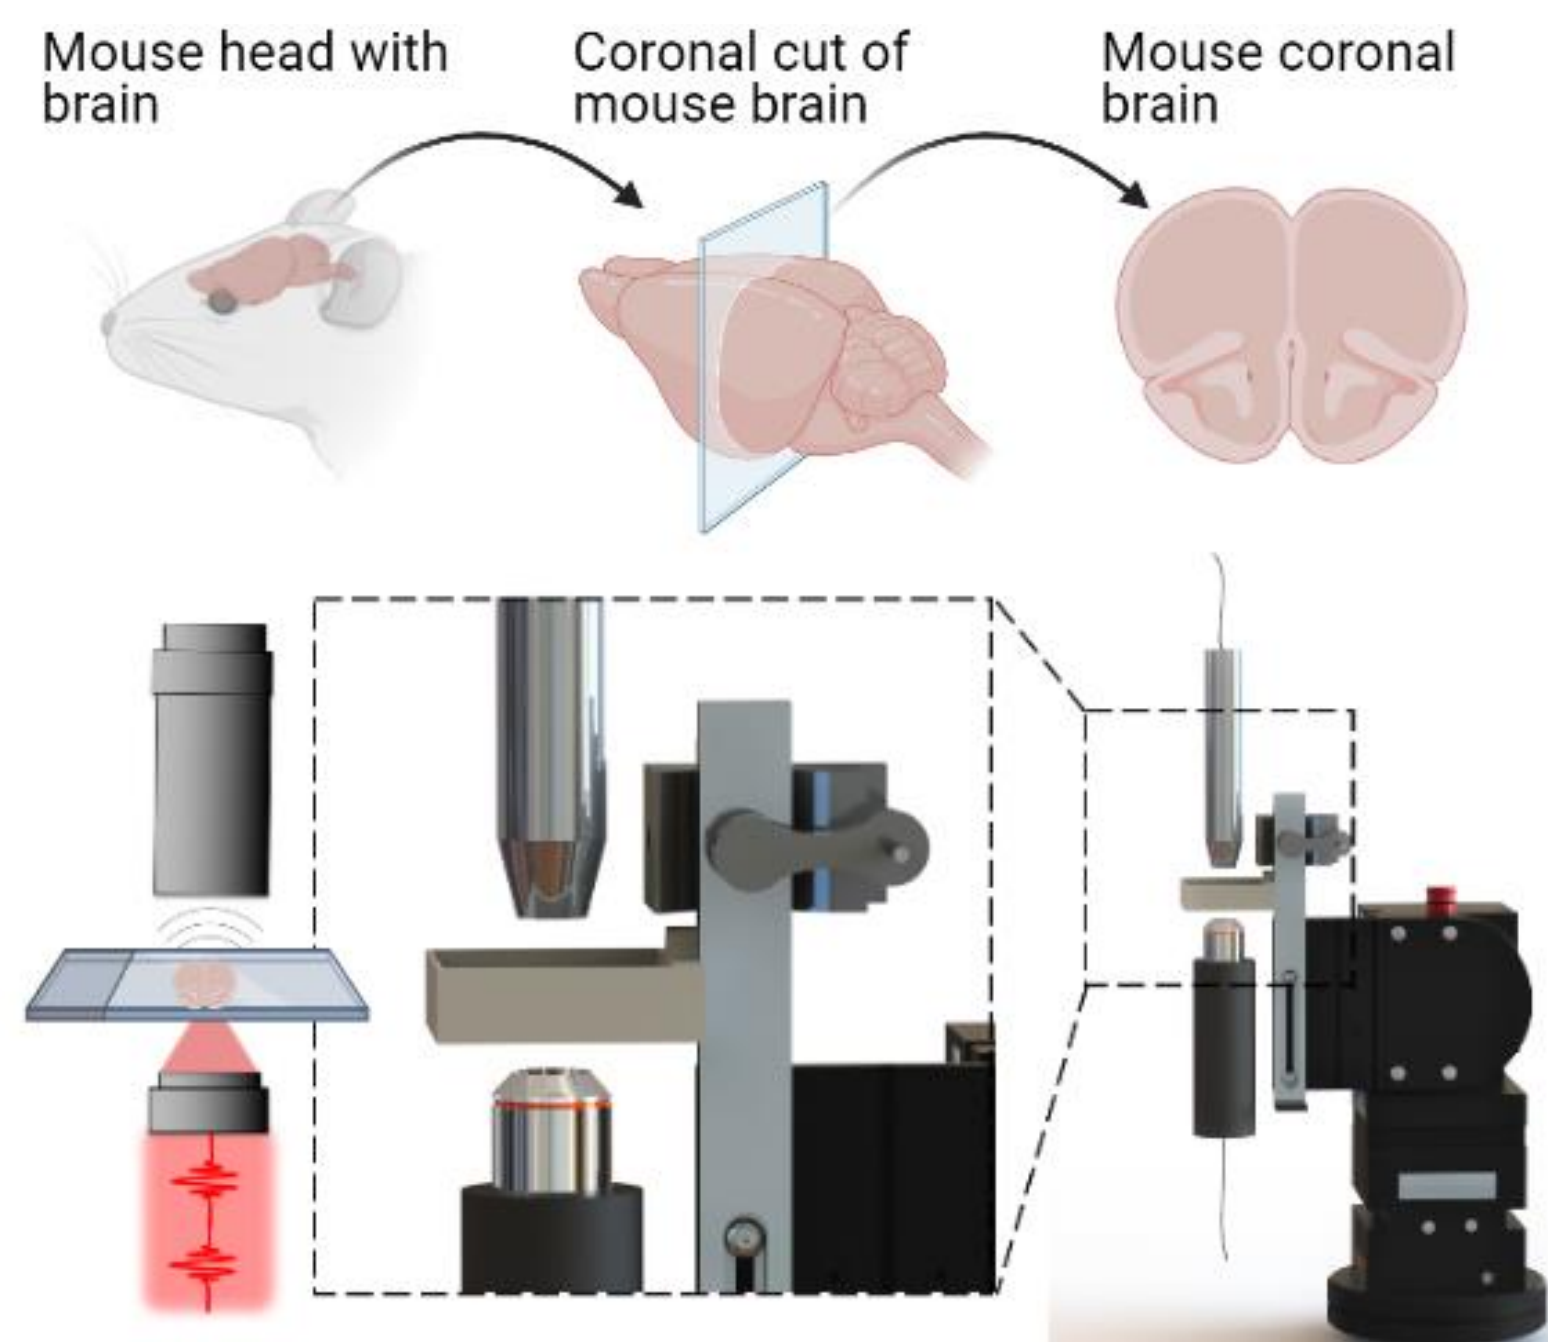 Mouse head with
brain
Coronal cut of
mouse brain
Mouse coronal
brain